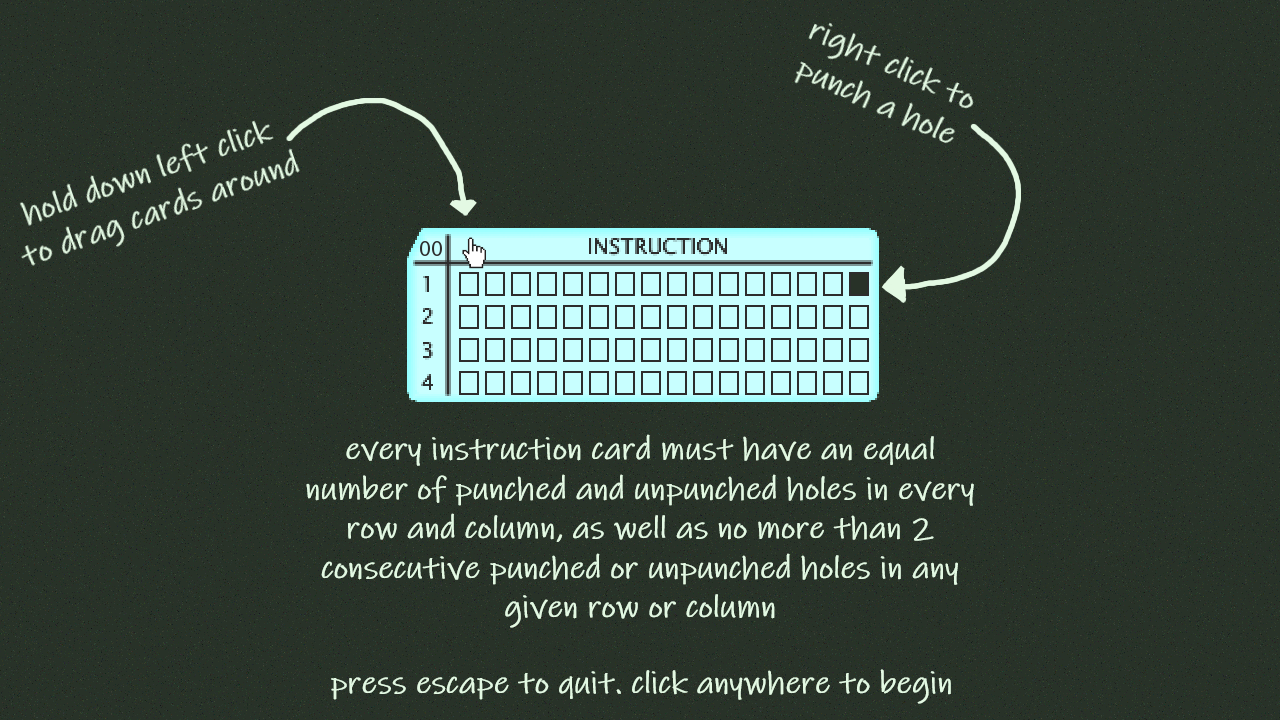 right click to
punch a hole
hold down left click
to drag cards around
00 INSTRUCTION
1
2
3
4
every instruction card must have an equal
number of punched and unpunched holes in every
row and column, as well as no more than 2
consecutive punched or unpunched holes in any
given row or column
press escape to quit. click anywhere to begin